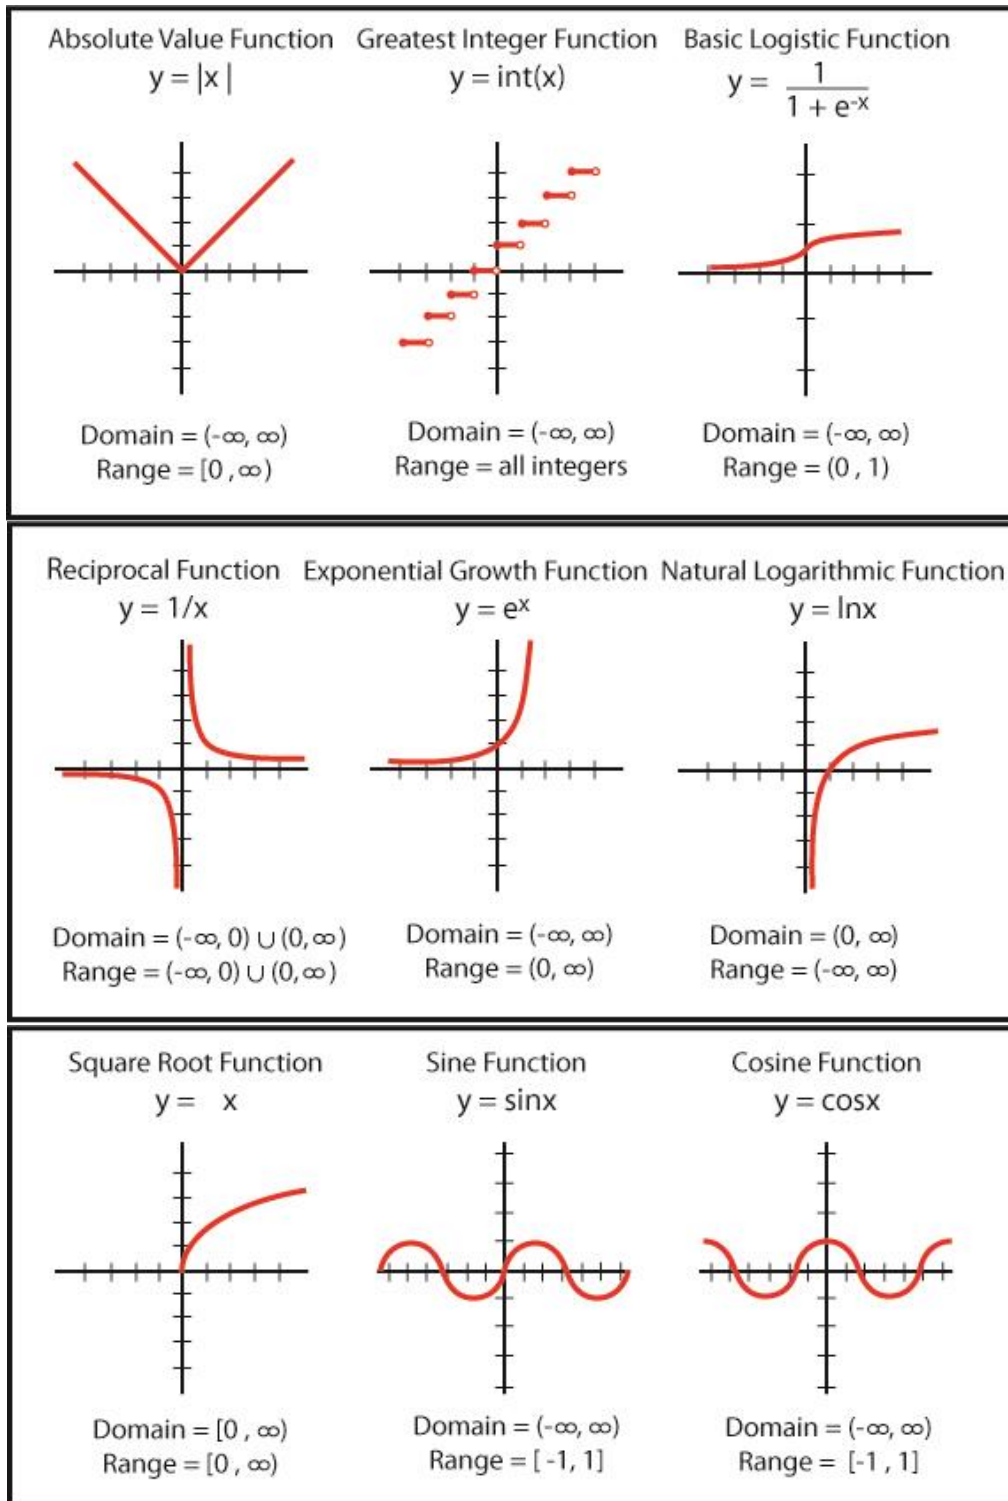 Absolute Value Function
y = |x|
Greatest Integer Function
y = int(x)
Basic Logistic Function
y = 1
1 + e-x
Domain = (-∞, ∞)
Range = [0 ,∞)
Domain = (-∞, ∞)
Range = all integers
Domain = (-∞, ∞)
Range = (0 , 1)
Reciprocal Function
y = 1/x
Exponential Growth Function
y = eˣ
Natural Logarithmic Function
y = lnx
Domain = (-∞, 0) ∪ (0, ∞)
Range = (-∞, 0) ∪ (0, ∞)
Domain = (-∞, ∞)
Range = (0, ∞)
Domain = (0, ∞)
Range = (-∞, ∞)
Square Root Function
y = x
Sine Function
y = sinx
Cosine Function
y = cosx
Domain = [0 , ∞)
Range = [0 , ∞)
Domain = (-∞, ∞)
Range = [ -1, 1]
Domain = (-∞, ∞)
Range = [-1 , 1]